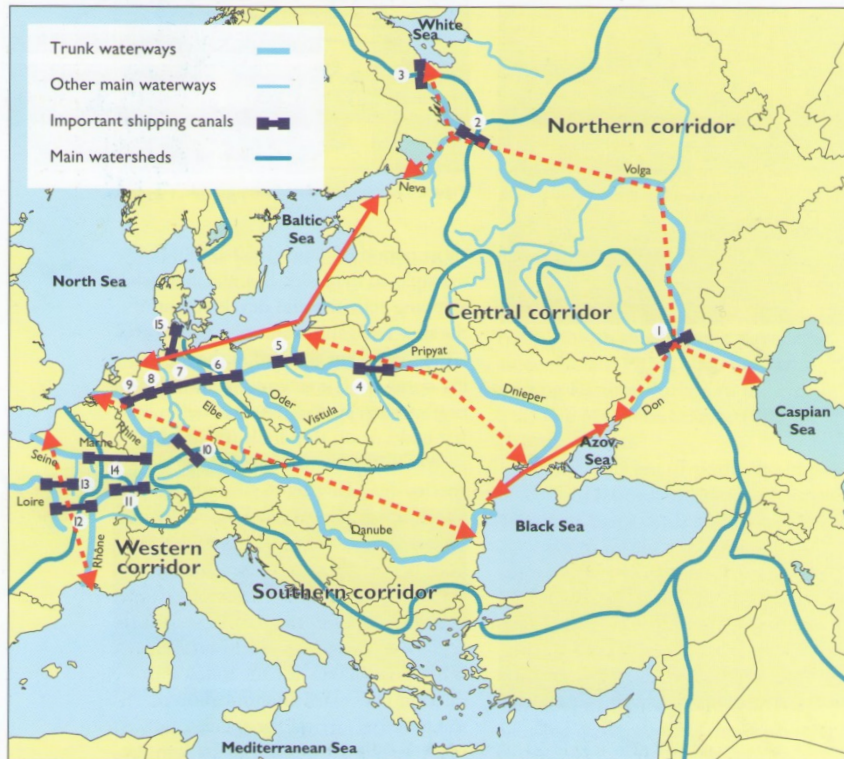 Trunk waterways
Other main waterways
Important shipping canals
Main watersheds
White
Sea
3
2
Northern corridor
Volga
Neva
Baltic
Sea
North Sea
15
Central corridor
1
5
Pripyat
4
6
7
8
9
Elbe
Oder
Vistula
Dnieper
Don
Caspian
Sea
Azov
Sea
Rhine
10
Marne
Seine
14
13
11
Loire
12
Black Sea
Danube
Rhône
Western
corridor
Southern corridor
Mediterranean Sea